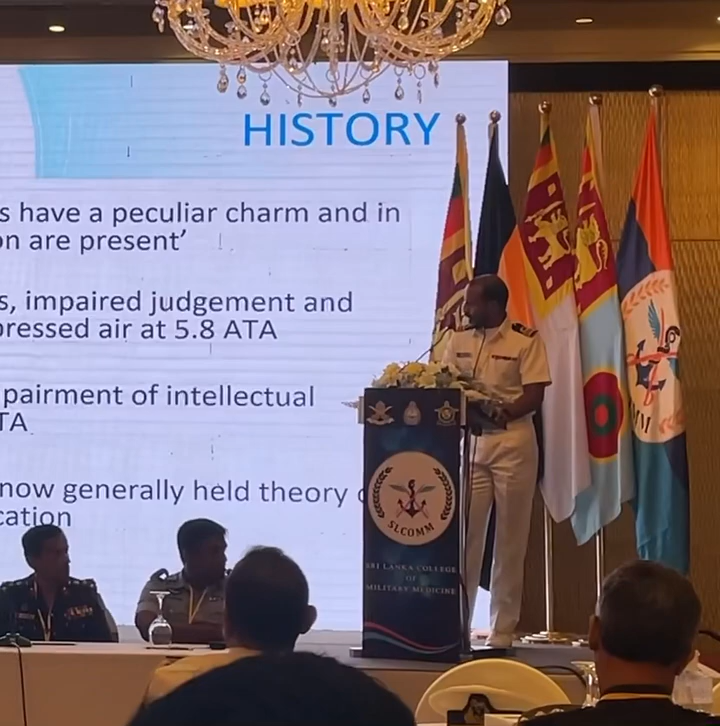 HISTORY
s have a peculiar charm and in
on are present’
s, impaired judgement and
pressed air at 5.8 ATA
pairment of intellectual
TA
now generally held theory
cation
SLCOMM
SRI LANKA COLLEGE
OF
MILITARY MEDICINE